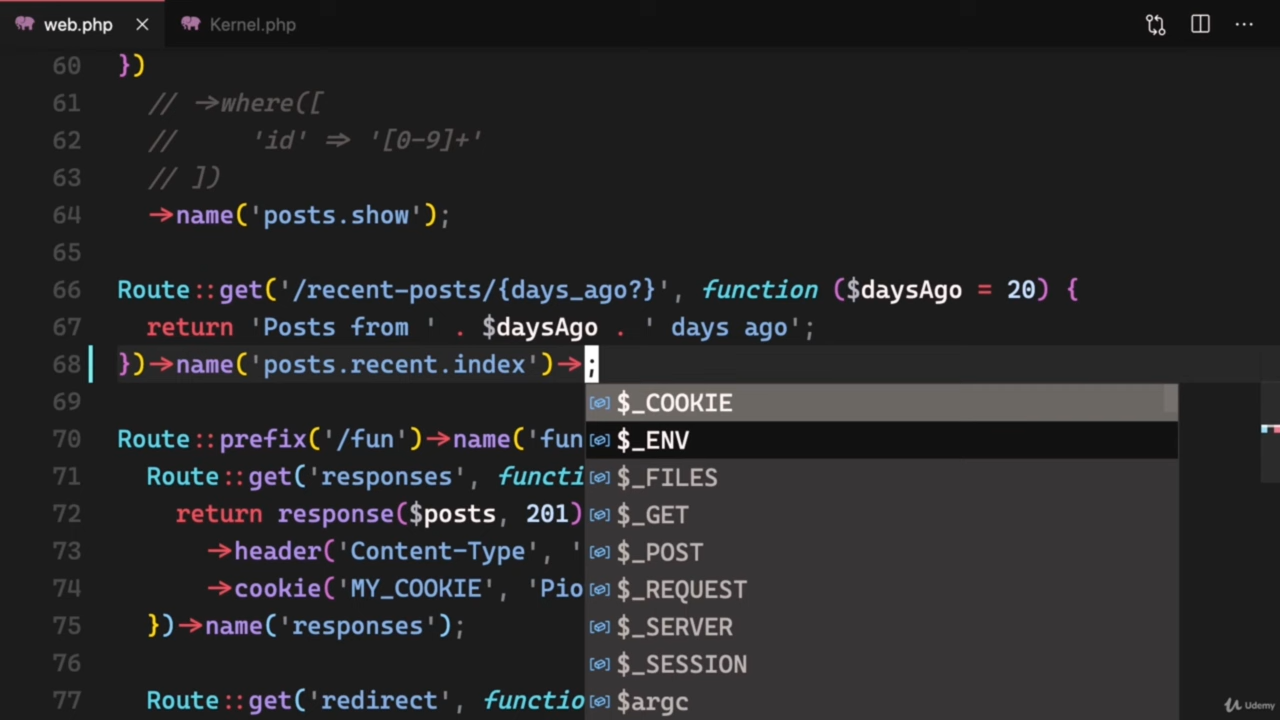 web.php Kernel.php
60 })
61 // ->where([
62 // 'id' => '[0-9]+'
63 // ])
64 ->name('posts.show');
65
66 Route::get('/recent-posts/{days_ago?}', function ($daysAgo = 20) {
67 return 'Posts from ' . $daysAgo . ' days ago';
68 })->name('posts.recent.index')->;
69
$_COOKIE
70 Route::prefix('/fun')->name('fun
$_ENV
71 Route::get('responses', functi
$_FILES
72 return response($posts, 201)
$_GET
73 ->header('Content-Type', '
$_POST
74 ->cookie('MY_COOKIE', 'Pio
$_REQUEST
75 })->name('responses');
$_SERVER
76
$_SESSION
77 Route::get('redirect', functio
$argc
Udemy